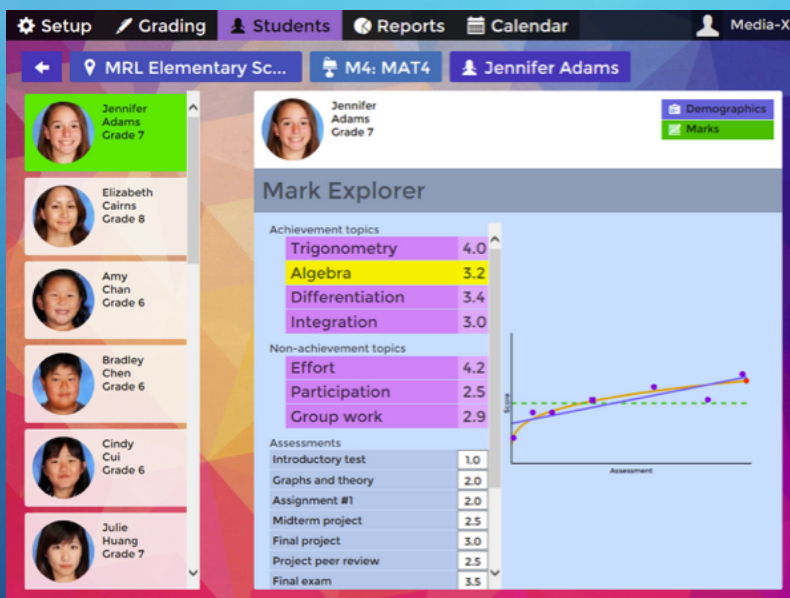 Setup Grading Students Reports Calendar Media-X
MRL Elementary Sc... M4: MAT4 Jennifer Adams
Jennifer
Adams
Grade 7
Elizabeth
Cairns
Grade 8
Amy
Chan
Grade 6
Bradley
Chen
Grade 6
Cindy
Cui
Grade 6
Julie
Huang
Grade 7
Jennifer
Adams
Grade 7
Demographics
Marks
Mark Explorer
Achievement topics
Trigonometry 4.0
Algebra 3.2
Differentiation 3.4
Integration 3.0
Non-achievement topics
Effort 4.2
Participation 2.5
Group work 2.9
Assessments
Introductory test 1.0
Graphs and theory 2.0
Assignment #1 2.0
Midterm project 2.5
Final project 3.0
Project peer review 2.5
Final exam 3.5
Score
Assessment